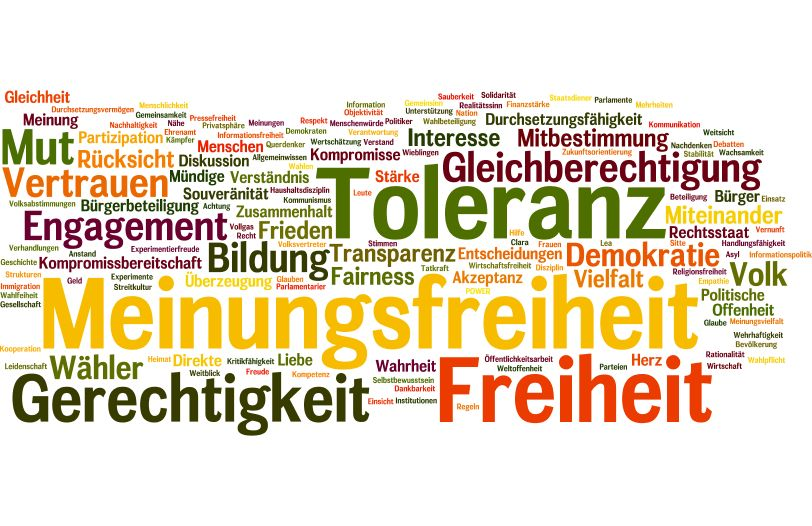 Sauberkeit Solidarität
Gleichheit Menschlichkeit Information Gemeinsinn Realitätssinn Finanzstärke Staatsdiener Parlamente Mehrheiten
Durchsetzungsvermögen Gemeinsamkeit Pressefreiheit Objektivität Unterstützung Nation
Meinung Nachhaltigkeit Nähe Privatsphäre Meinungen Respekt Menschenwürde Politiker Wahlbeteiligung Durchsetzungsfähigkeit Kommunikation
Mut Partizipation Ehrenamt Kämpfer Informationsfreiheit Demokraten Verantwortung Interesse Mitbestimmung Weitsicht
Menschen Querdenker Wertschätzung Verstand Nachdenken Debatten
Rücksicht Diskussion Allgemeinwissen Kompromisse Wieblingen Zukunftsorientierung Stabilität Wachsamkeit
Vertrauen Mündige Verständnis Wahlen Stärke Gleichberechtigung
Volksabstimmungen Bürgerbeteiligung Souveränität Haushaltsdisziplin Kommunismus Leute Toleranz Beteiligung Bürger Einsatz
Achtung Zusammenhalt Miteinander
Engagement Vollgas Recht Frieden Hilfe Rechtsstaat Vernunft
Verhandlungen Experimentierfreude Volksvertreter Stimmen Clara Frauen Lea Sitte Handlungsfähigkeit
Anstand Bildung Transparenz Entscheidungen Demokratie Asyl Informationspolitik
Geschichte Kompromissbereitschaft Fairness Tatkraft Wirtschaftsfreiheit Disziplin Religionsfreiheit Volk
Strukturen Geld Experimente Überzeugung Glauben Akzeptanz Vielfalt Empathie
Immigration Streitkultur Parlamentarier POWER Politische
Wahlfreiheit Meinungsfreiheit Offenheit
Gesellschaft Glaube Meinungsvielfalt
Wehrhaftigkeit
Kooperation Bevölkerung
Leidenschaft Wähler Heimat Direkte Kritikfähigkeit Liebe Wahrheit Öffentlichkeitsarbeit Parteien Herz Rationalität Wahlpflicht
Weitblick Freude Kompetenz Weltoffenheit Wirtschaft
Selbstbewusstsein
Dankbarkeit
Gerechtigkeit Einsicht Institutionen Regeln Freiheit